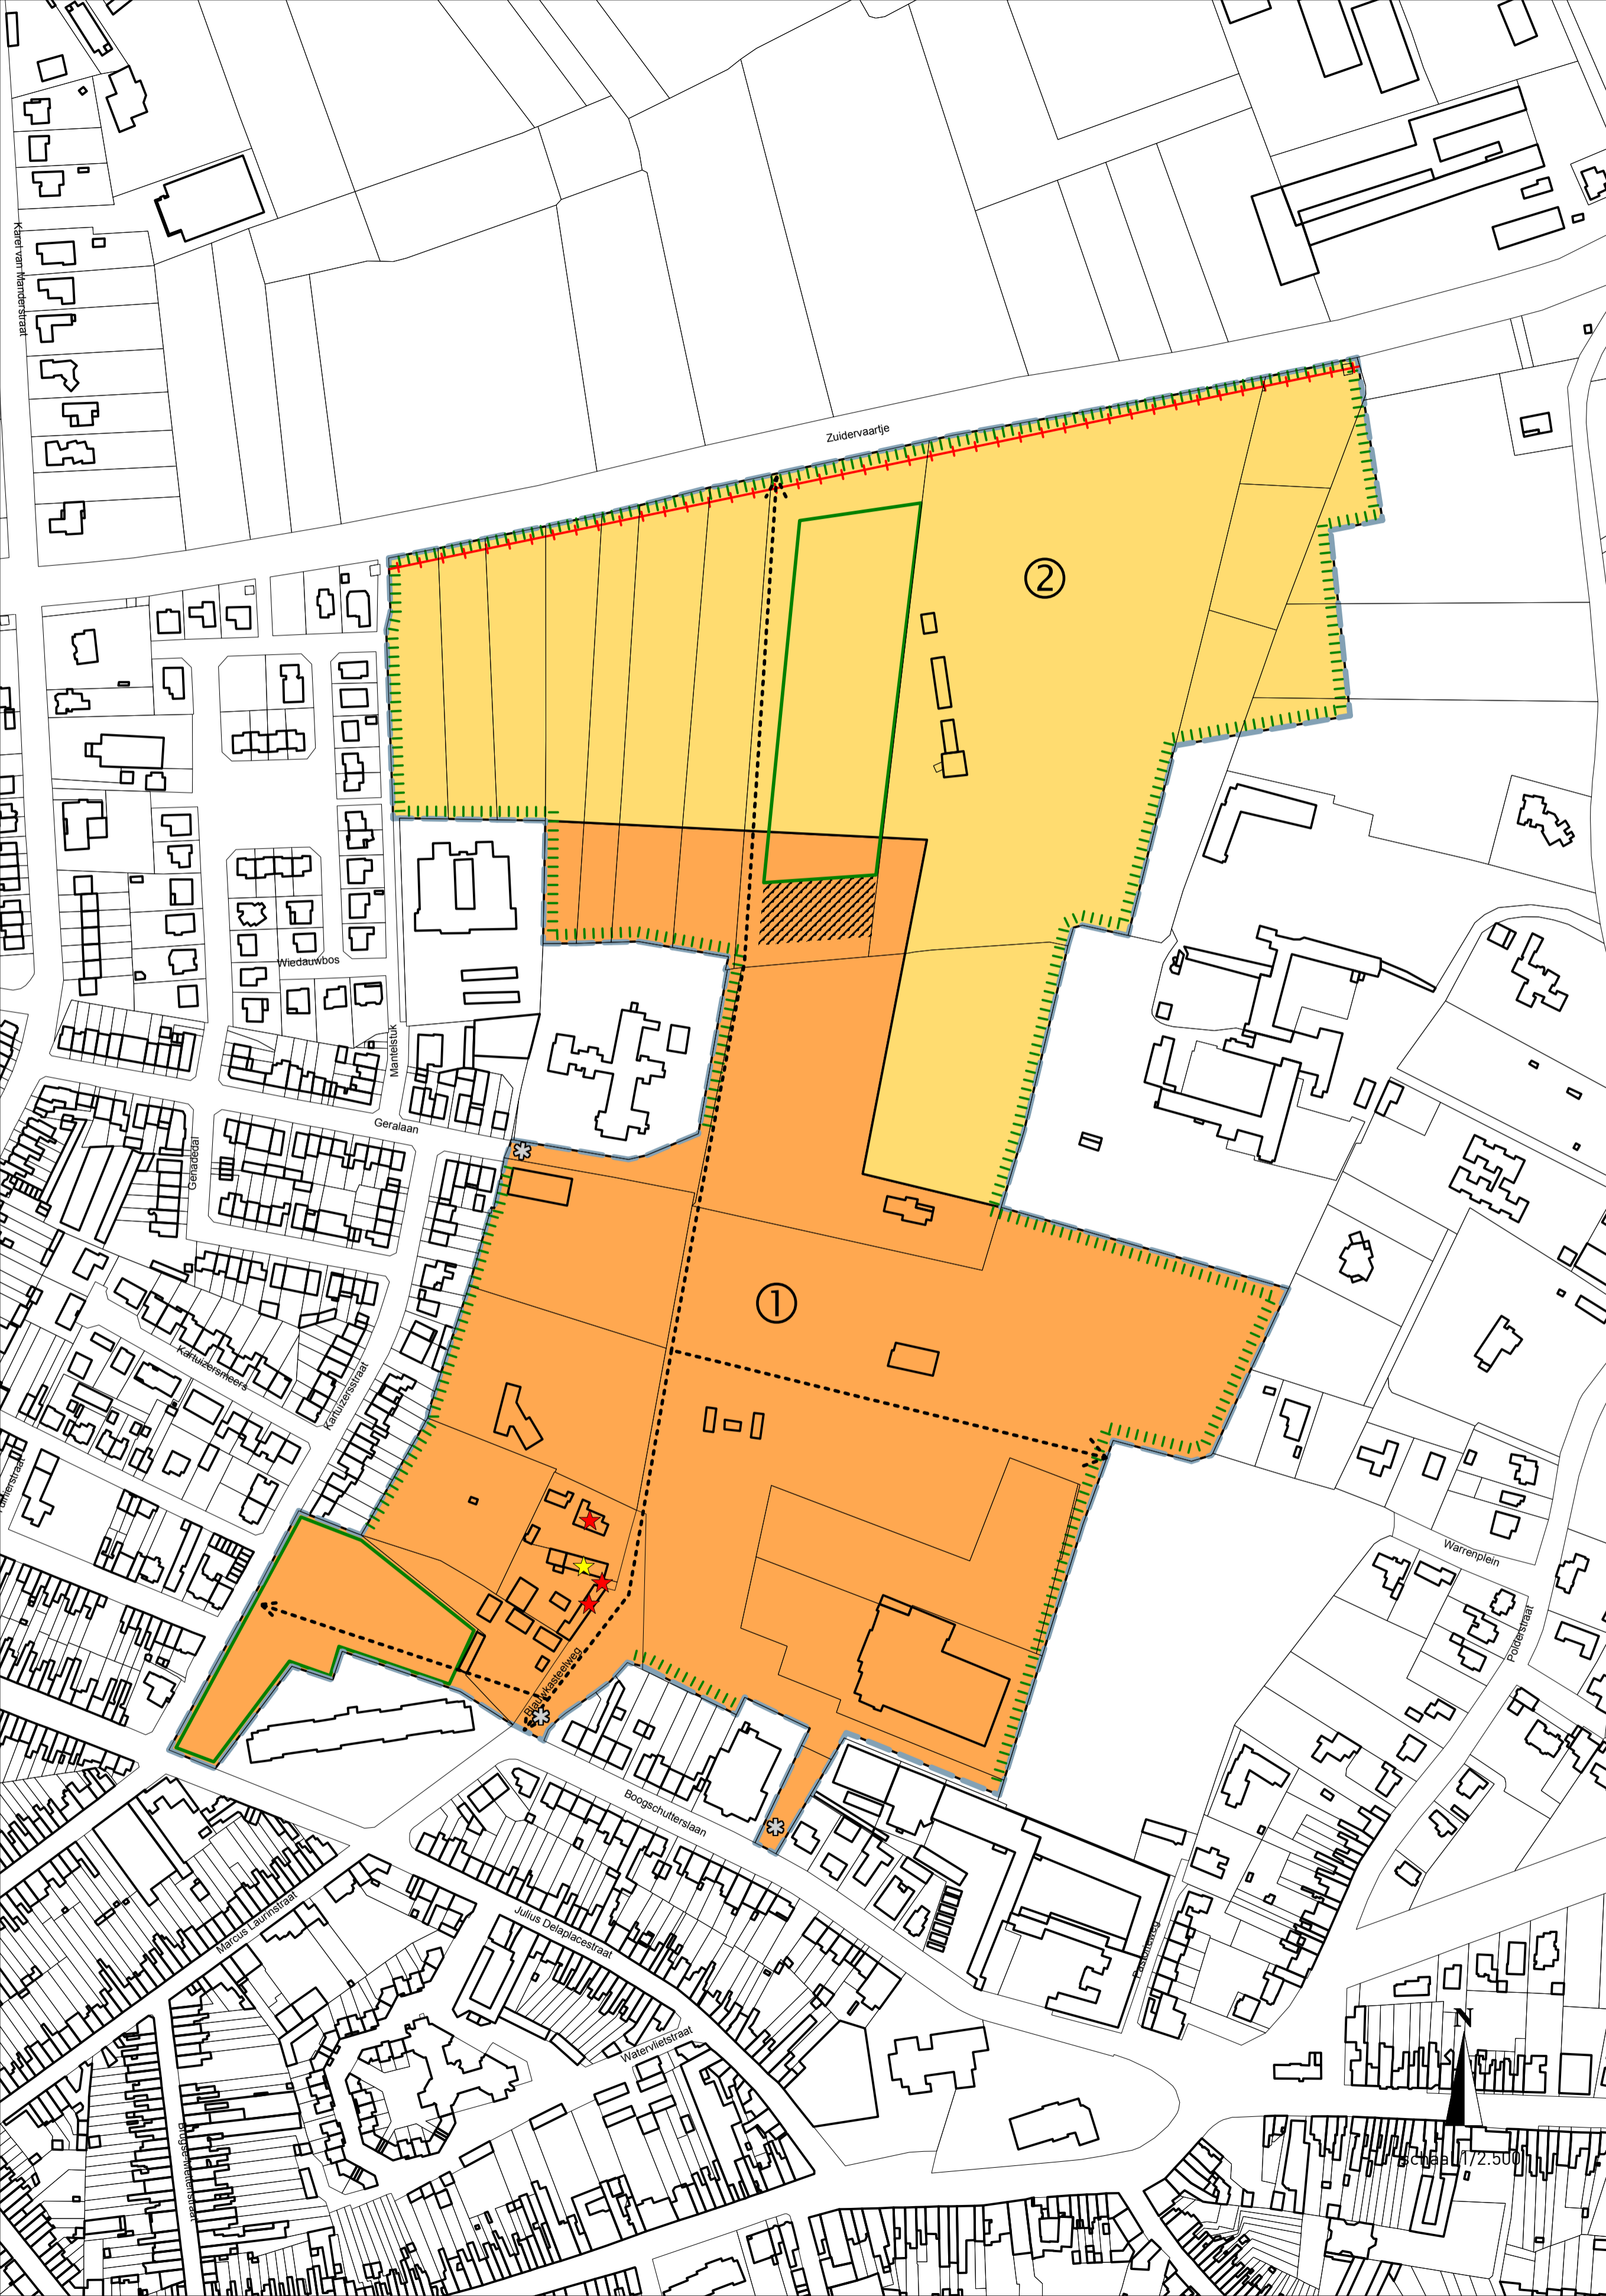 Karel van Manderstraat
Zuidervaartje
②
Wiedauwbos
Mantelstuk
Geralaan
Genadedal
①
Kartuizersmeers
Kartuizersstraat
Warrenplein
Polderstraat
Blauwkasteelweg
Boogschutterslaan
Marcus Laurinstraat
Julius Delaplacestraat
Watervlietstraat
N
schaal 1/2.500